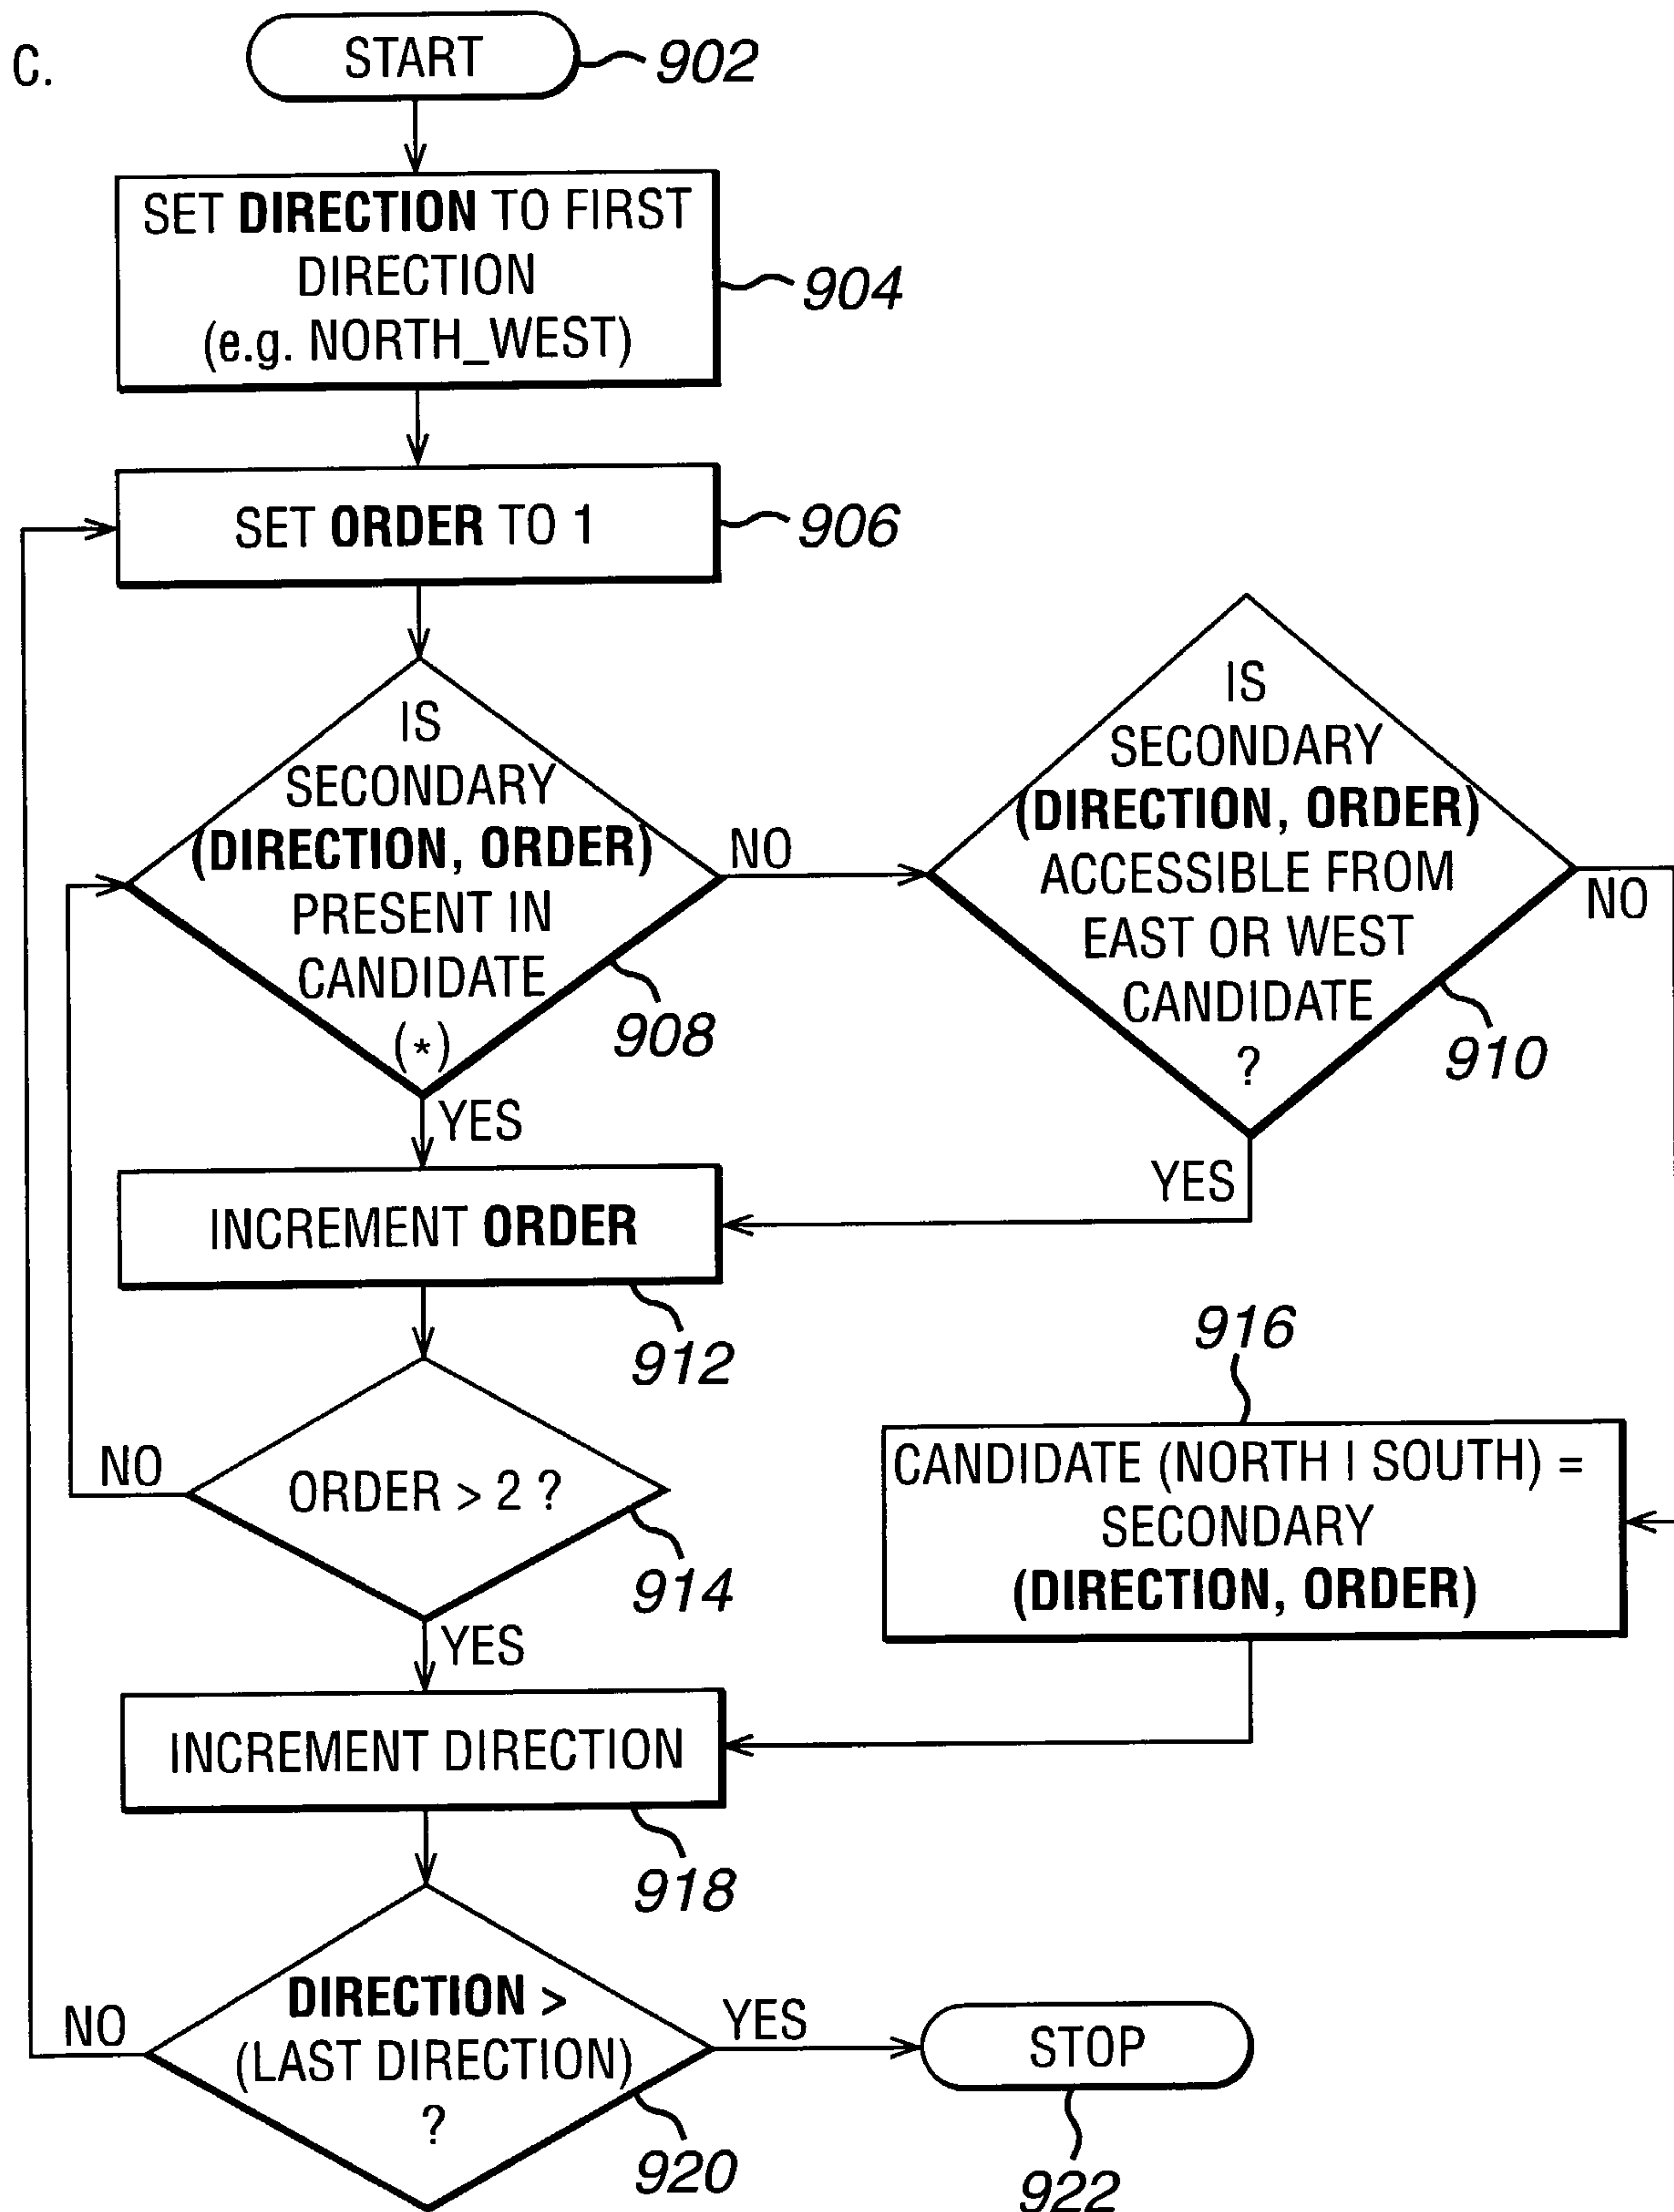 C.
START
902
SET DIRECTION TO FIRST
DIRECTION
(e.g. NORTH_WEST)
904
SET ORDER TO 1
906
IS
SECONDARY
(DIRECTION, ORDER)
PRESENT IN
CANDIDATE
(*)
908
NO
YES
IS
SECONDARY
(DIRECTION, ORDER)
ACCESSIBLE FROM
EAST OR WEST
CANDIDATE
?
910
NO
YES
INCREMENT ORDER
912
ORDER > 2 ?
914
NO
YES
916
CANDIDATE (NORTH I SOUTH) =
SECONDARY
(DIRECTION, ORDER)
INCREMENT DIRECTION
918
DIRECTION >
(LAST DIRECTION)
?
920
NO
YES
STOP
922